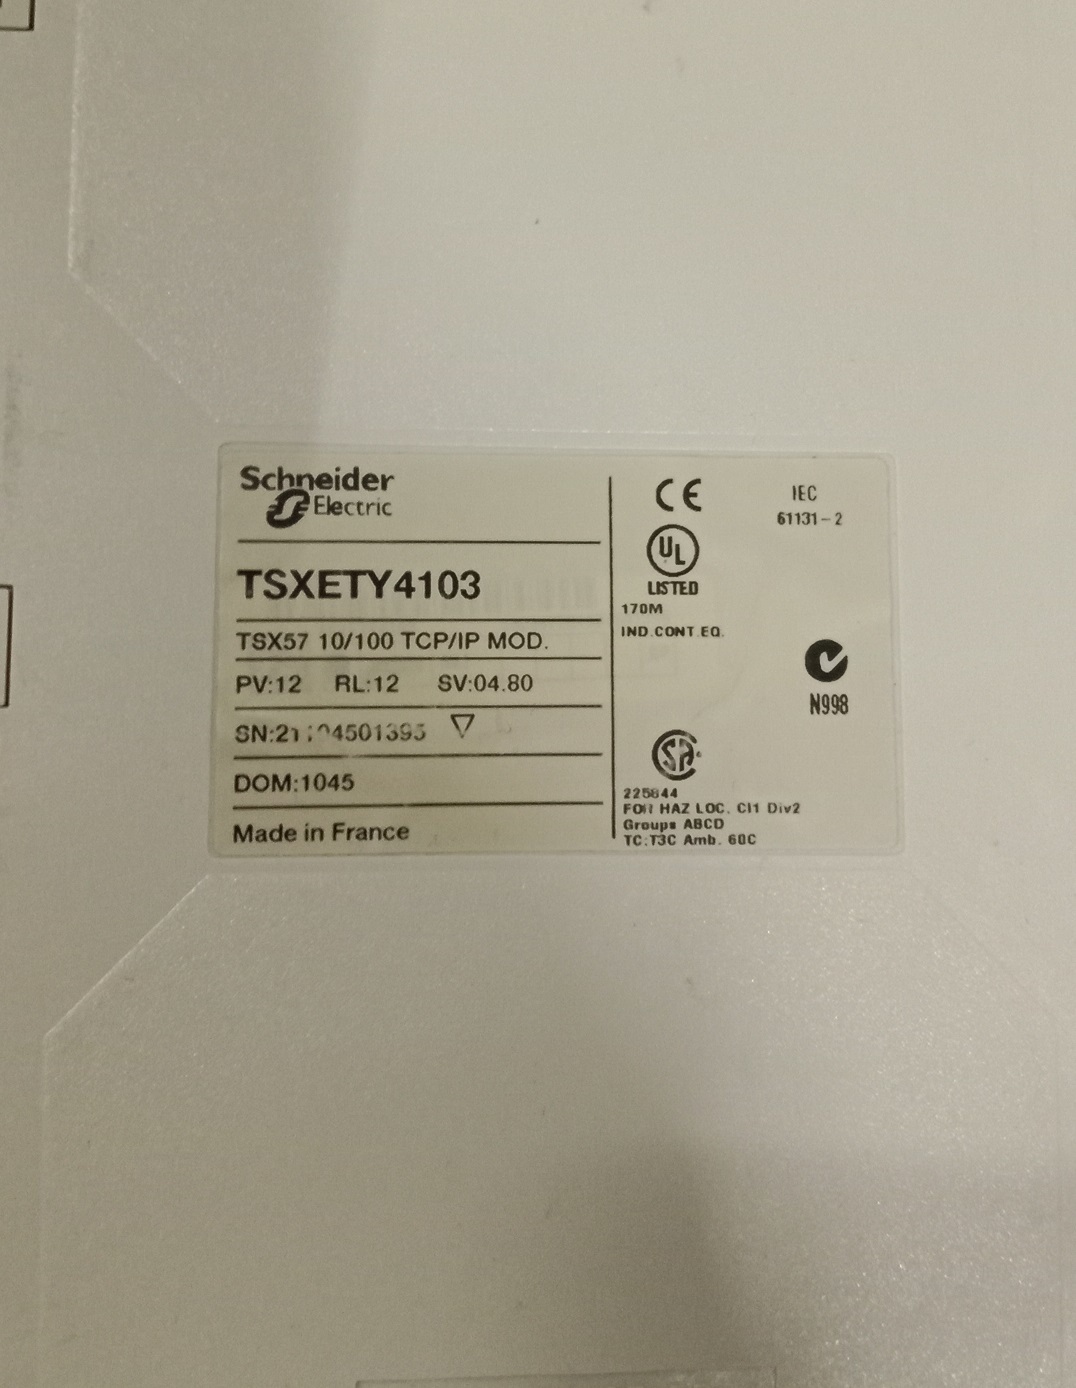 Schneider
Electric
TSXETY4103
TSX57 10/100 TCP/IP MOD.
PV:12 RL:12 SV:04.80
DOM:1045
Made in France
CE
IEC
61131-2
UL
LISTED
170M
IND.CONT.EQ.
N998
SA
225844
FOR HAZ LOC. Cl1 Div2
Groups ABCD
TC:T3C Amb. 60C